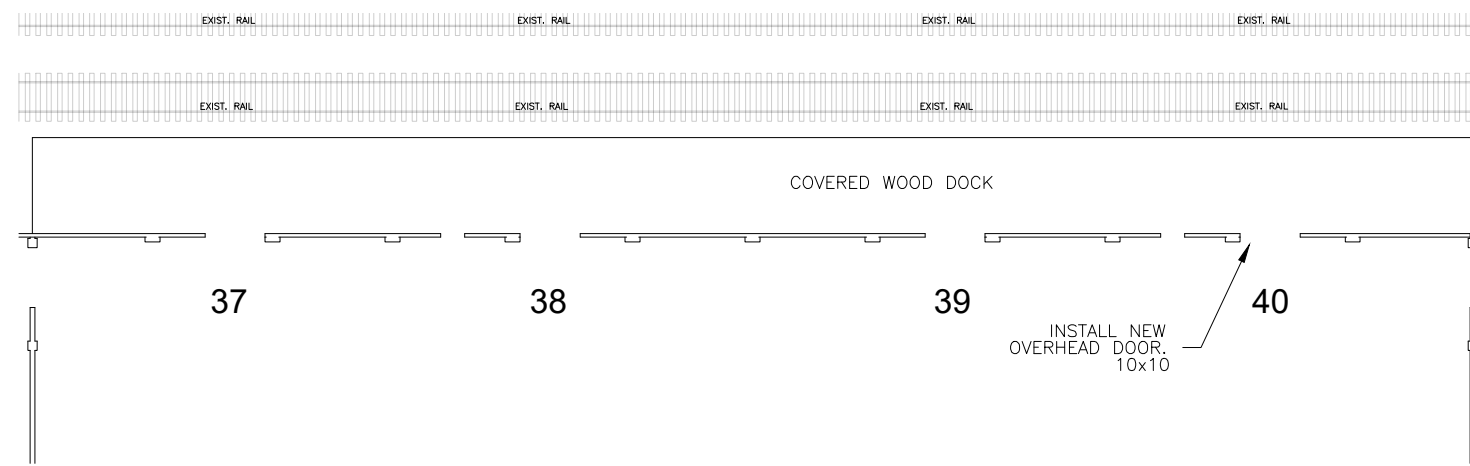 EXIST. RAIL EXIST. RAIL EXIST. RAIL EXIST. RAIL
EXIST. RAIL EXIST. RAIL EXIST. RAIL EXIST. RAIL
COVERED WOOD DOCK
37 38 39 40
INSTALL NEW
OVERHEAD DOOR.
10x10